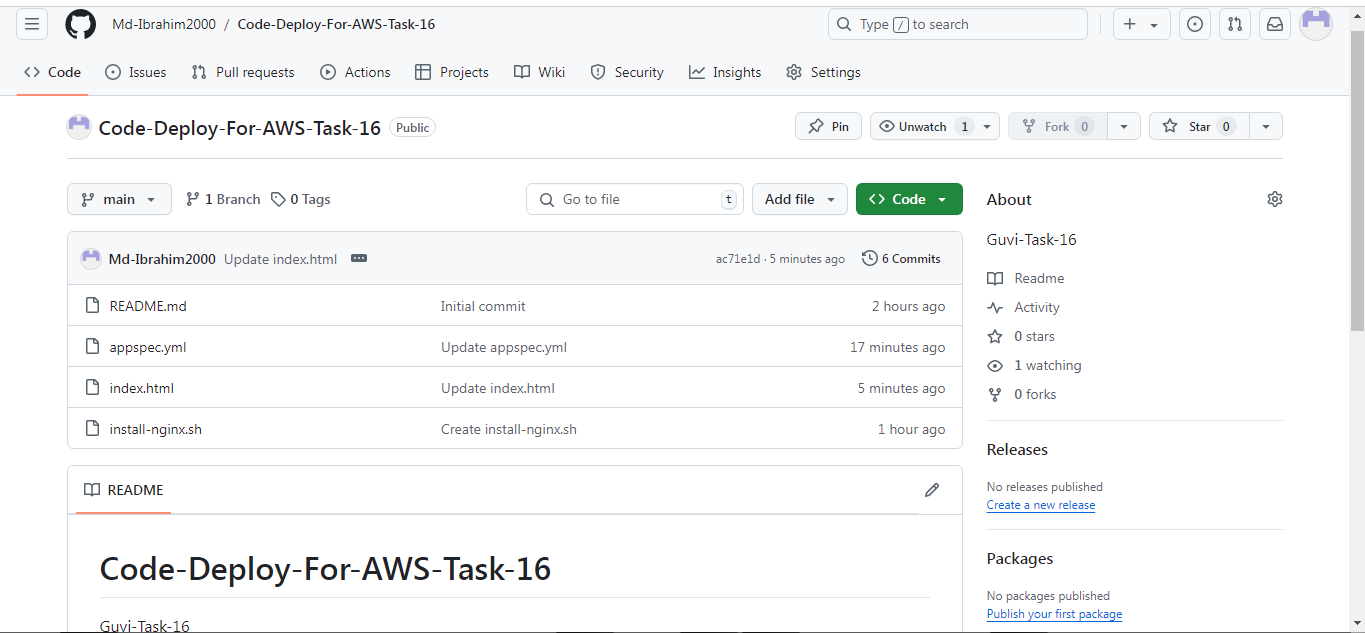 Md-Ibrahim2000 / Code-Deploy-For-AWS-Task-16 Type / to search
Code Issues Pull requests Actions Projects Wiki Security Insights Settings
Code-Deploy-For-AWS-Task-16 Public Pin Unwatch 1 Fork 0 Star 0
main 1 Branch 0 Tags Go to file t Add file Code
Md-Ibrahim2000 Update index.html ac71e1d · 5 minutes ago 6 Commits
README.md Initial commit 2 hours ago
appspec.yml Update appspec.yml 17 minutes ago
index.html Update index.html 5 minutes ago
install-nginx.sh Create install-nginx.sh 1 hour ago
README
Code-Deploy-For-AWS-Task-16
Guvi-Task-16
About
Guvi-Task-16
Readme
Activity
0 stars
1 watching
0 forks
Releases
No releases published
Create a new release
Packages
No packages published
Publish your first package